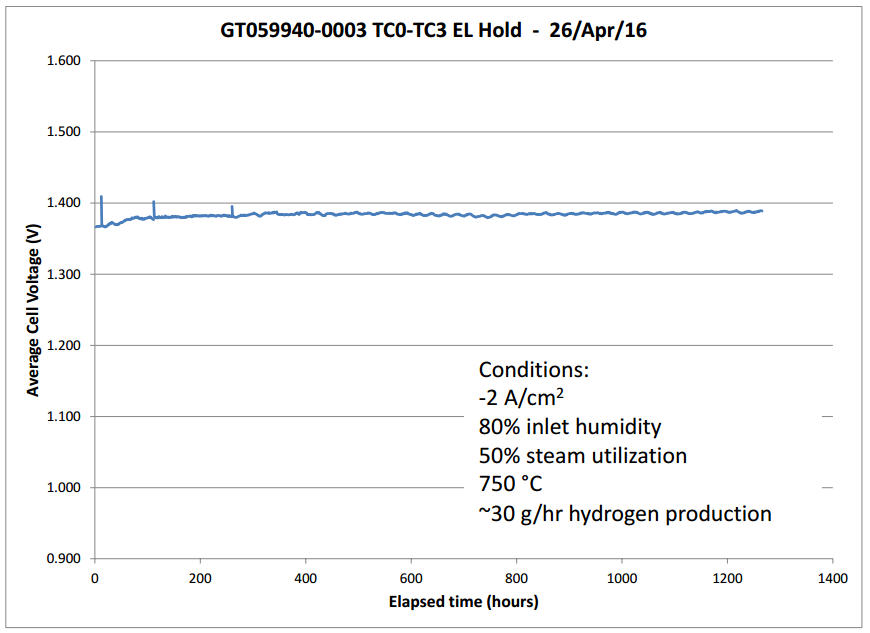 GT059940-0003 TC0-TC3 EL Hold - 26/Apr/16
1.600
1.500
1.400
1.300
1.200
1.100
1.000
0.900
Average Cell Voltage (V)
Conditions:
-2 A/cm²
80% inlet humidity
50% steam utilization
750 °C
~30 g/hr hydrogen production
0 200 400 600 800 1000 1200 1400
Elapsed time (hours)